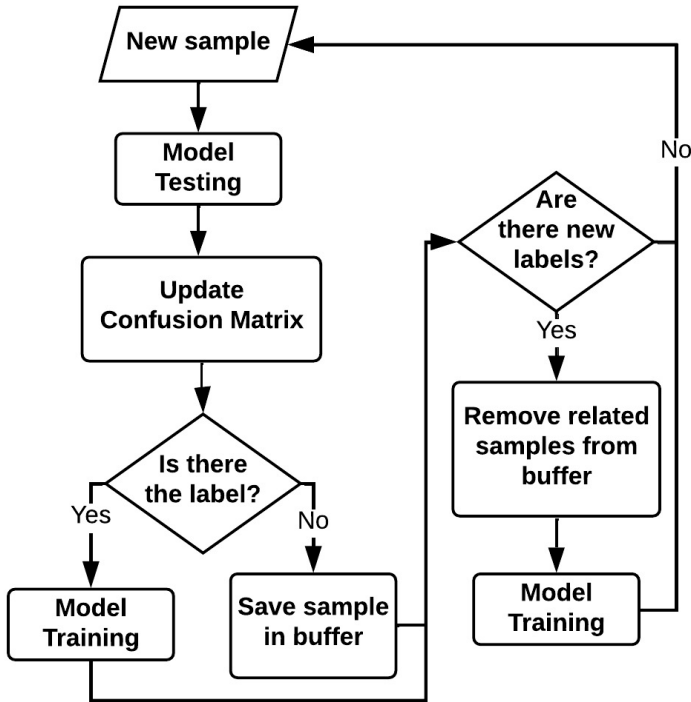 New sample
Model
Testing
Update
Confusion Matrix
Is there
the label?
Yes
No
Model
Training
Save sample
in buffer
Are
there new
labels?
No
Yes
Remove related
samples from
buffer
Model
Training